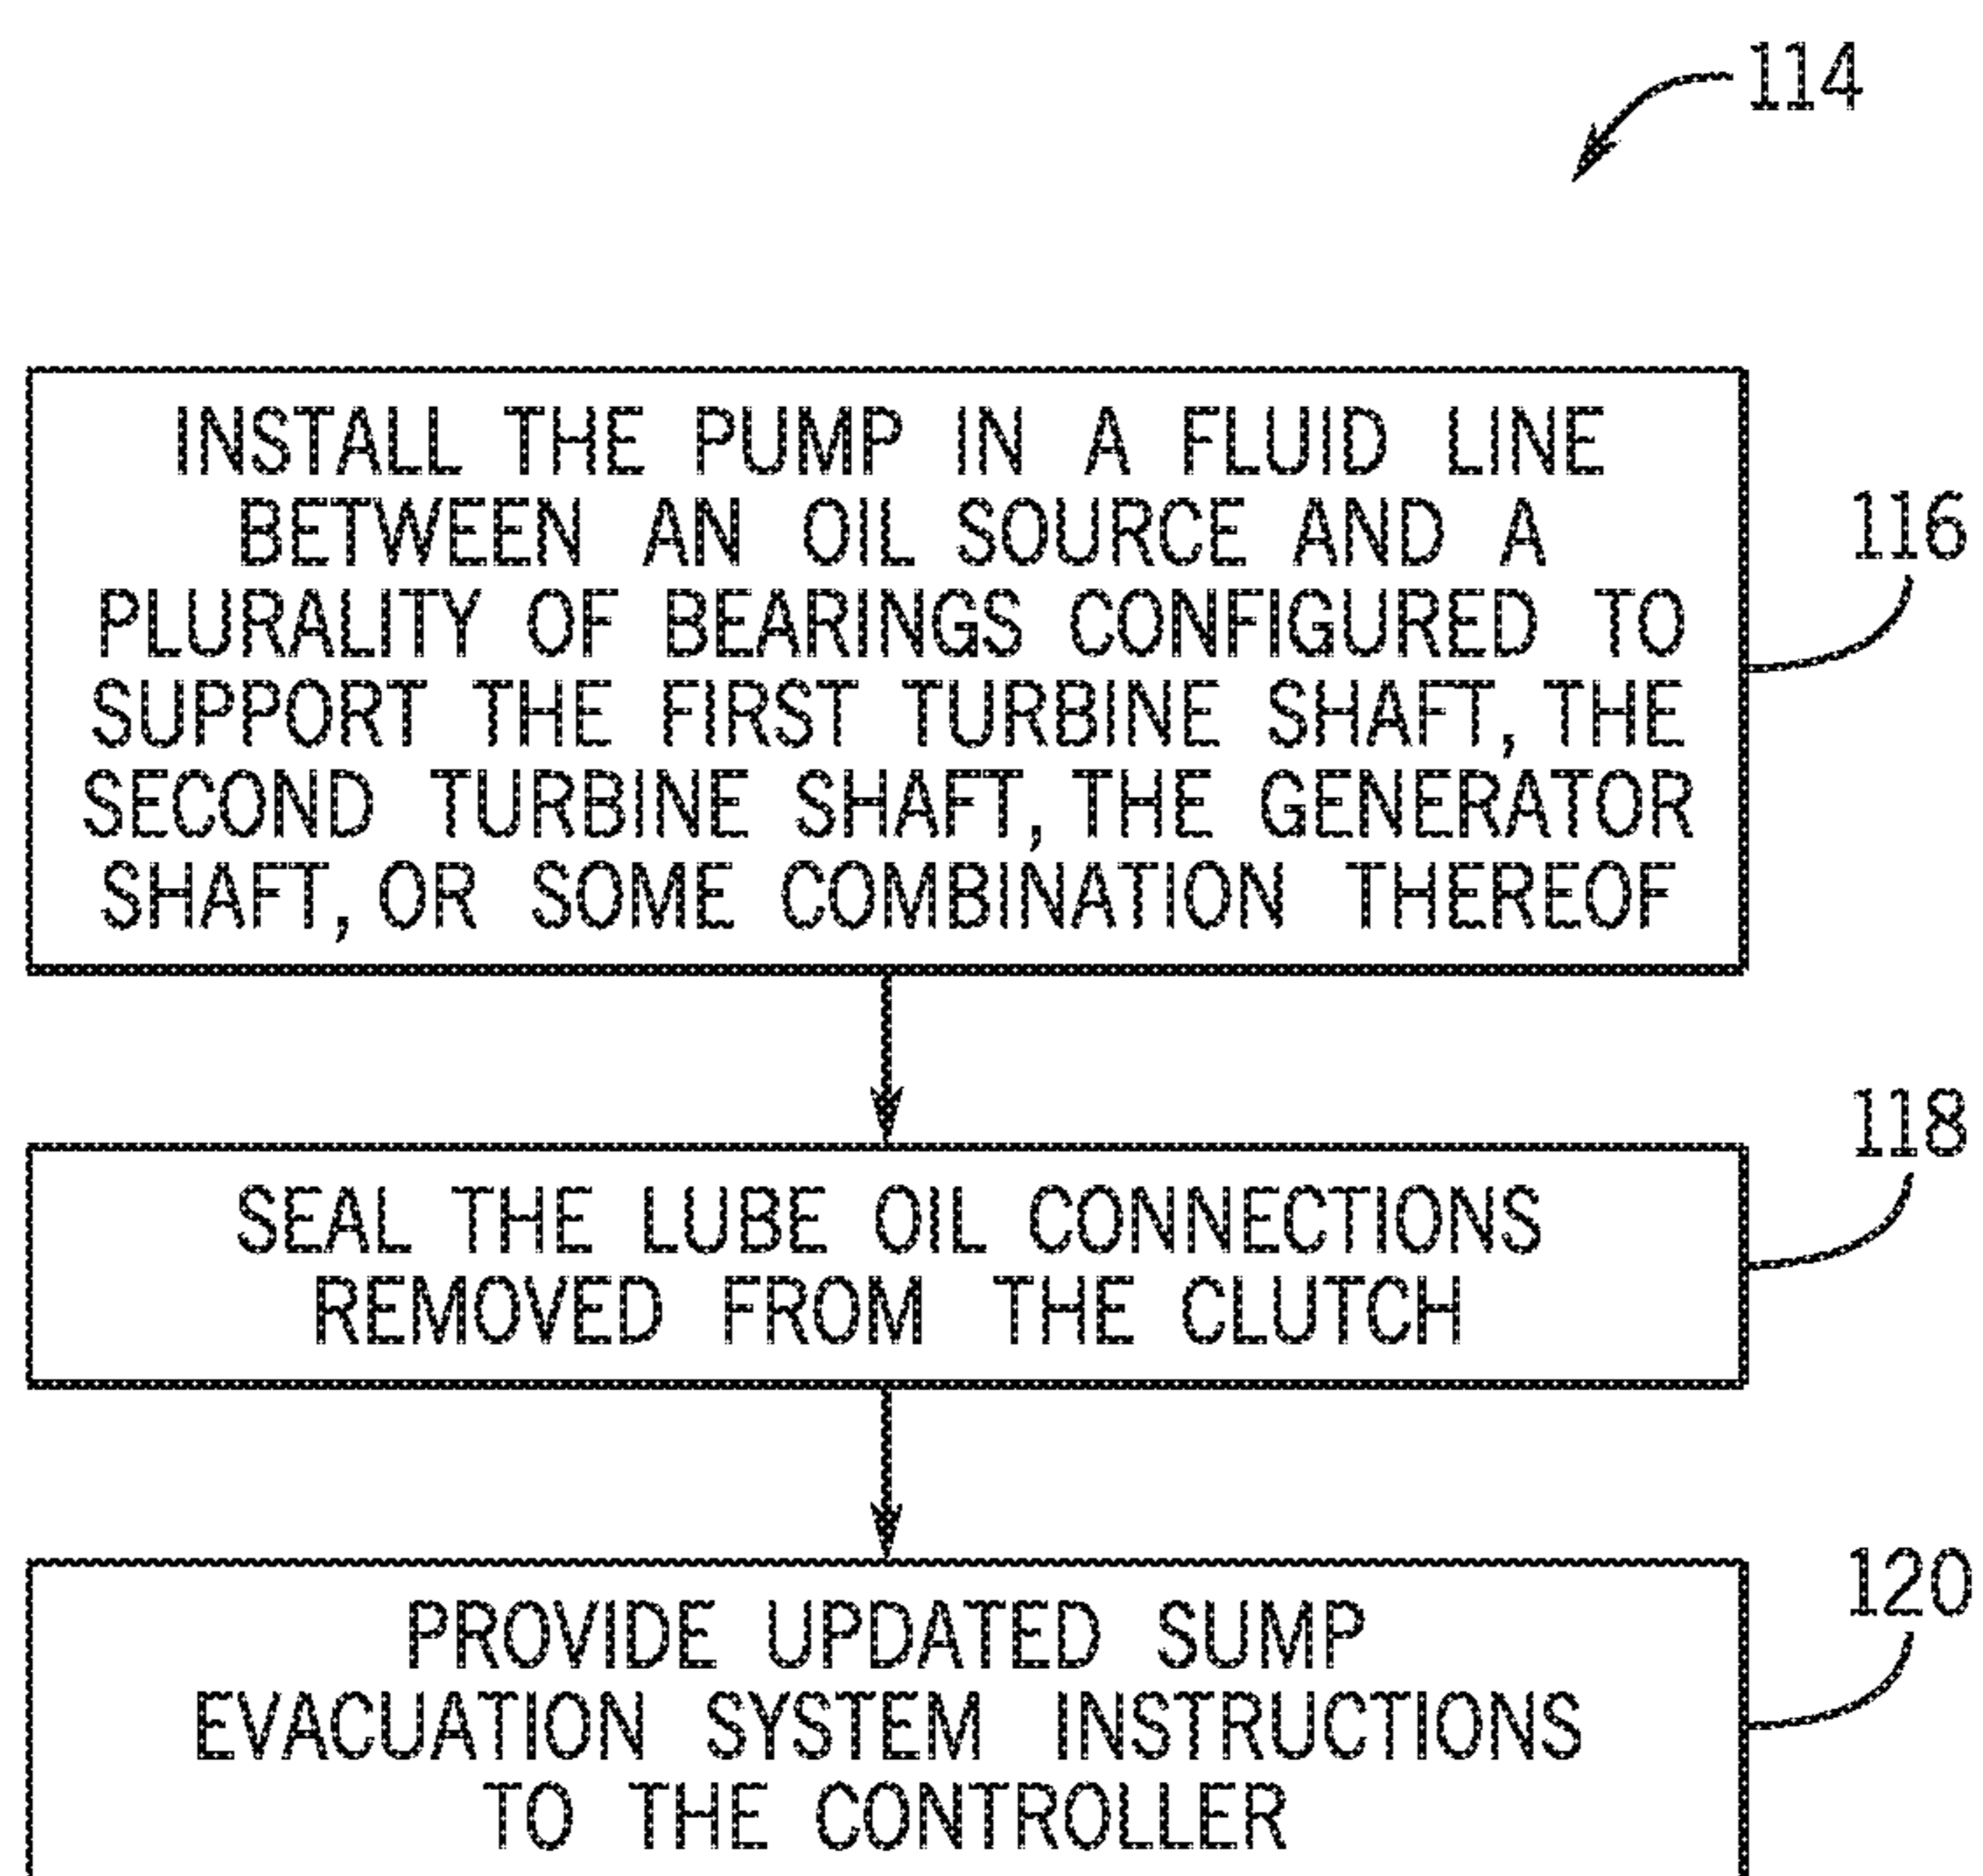 114
INSTALL THE PUMP IN A FLUID LINE
BETWEEN AN OIL SOURCE AND A
PLURALITY OF BEARINGS CONFIGURED TO
SUPPORT THE FIRST TURBINE SHAFT, THE
SECOND TURBINE SHAFT, THE GENERATOR
SHAFT, OR SOME COMBINATION THEREOF
116
SEAL THE LUBE OIL CONNECTIONS
REMOVED FROM THE CLUTCH
118
PROVIDE UPDATED SUMP
EVACUATION SYSTEM INSTRUCTIONS
TO THE CONTROLLER
120